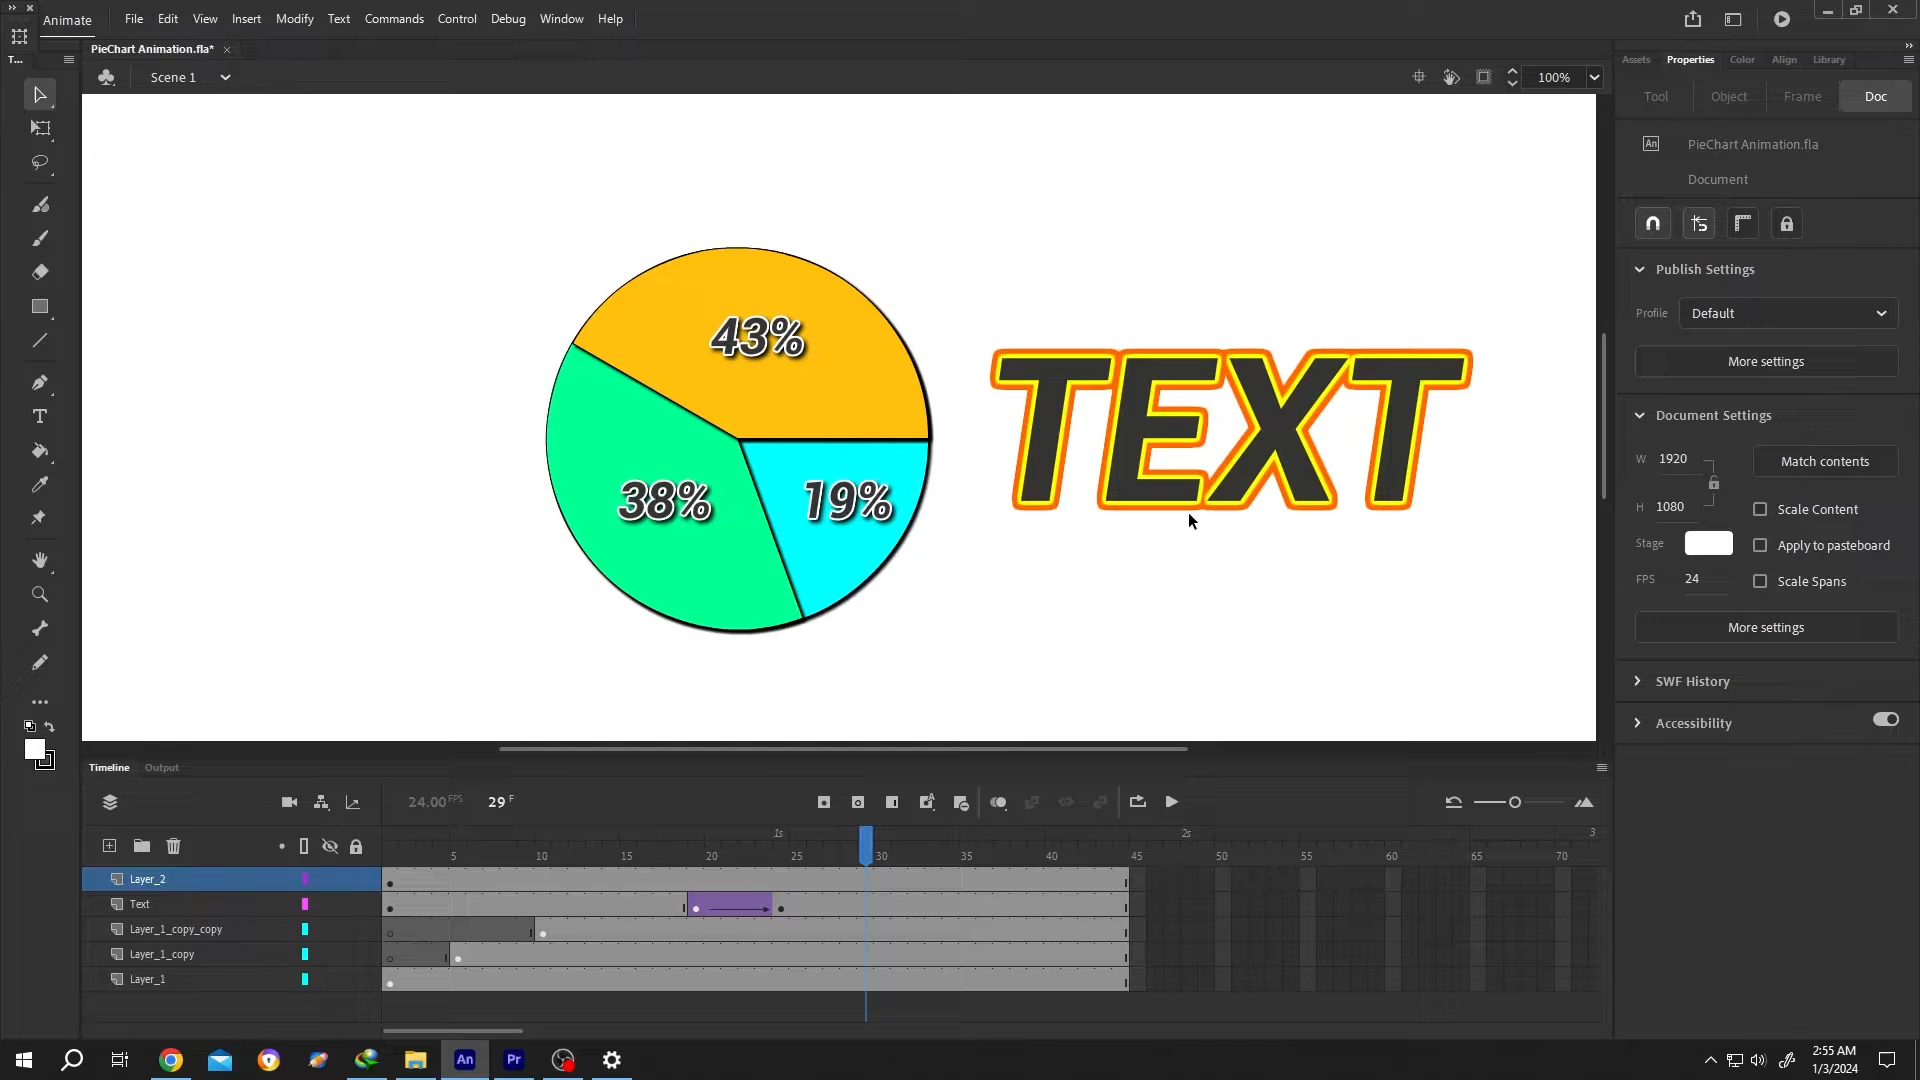 Animate File Edit View Insert Modify Text Commands Control Debug Window Help
T...
PieChart Animation.fla*
Scene 1
100%
43%
38%
19%
TEXT
Assets Properties Color Align Library
Tool Object Frame Doc
An PieChart Animation.fla
Document
Publish Settings
Profile Default
More settings
Document Settings
W 1920 Match contents
H 1080 Scale Content
Stage Apply to pasteboard
FPS 24 Scale Spans
More settings
SWF History
Accessibility
Timeline Output
24.00 FPS 29 F
1s 2s 3
5 10 15 20 25 30 35 40 45 50 55 60 65 70
Layer_2
Text
Layer_1_copy_copy
Layer_1_copy
Layer_1
An Pr
2:55 AM
1/3/2024